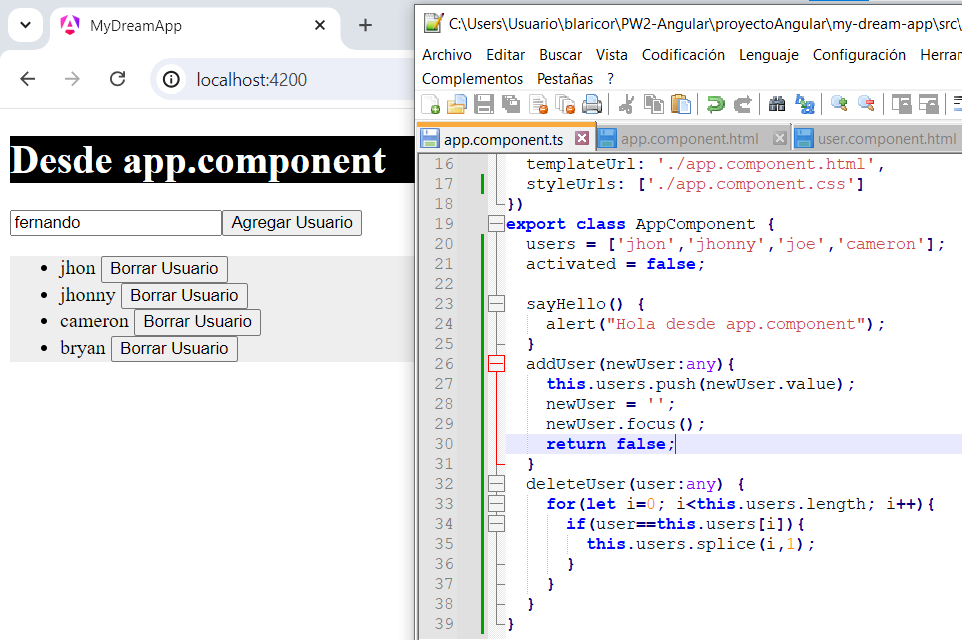 MyDreamApp
localhost:4200
Desde app.component
fernando Agregar Usuario
jhon Borrar Usuario
jhonny Borrar Usuario
cameron Borrar Usuario
bryan Borrar Usuario
C:\Users\Usuario\blaricor\PW2-Angular\proyectoAngular\my-dream-app\src\
Archivo Editar Buscar Vista Codificación Lenguaje Configuración Herrar
Complementos Pestañas ?
app.component.ts app.component.html user.component.html
16 templateUrl: './app.component.html',
17 styleUrls: ['./app.component.css']
18 })
19 export class AppComponent {
20 users = ['jhon','jhonny','joe','cameron'];
21 activated = false;
22
23 sayHello() {
24 alert("Hola desde app.component");
25 }
26 addUser(newUser:any){
27 this.users.push(newUser.value);
28 newUser = '';
29 newUser.focus();
30 return false;
31 }
32 deleteUser(user:any) {
33 for(let i=0; i<this.users.length; i++){
34 if(user==this.users[i]){
35 this.users.splice(i,1);
36 }
37 }
38 }
39 }